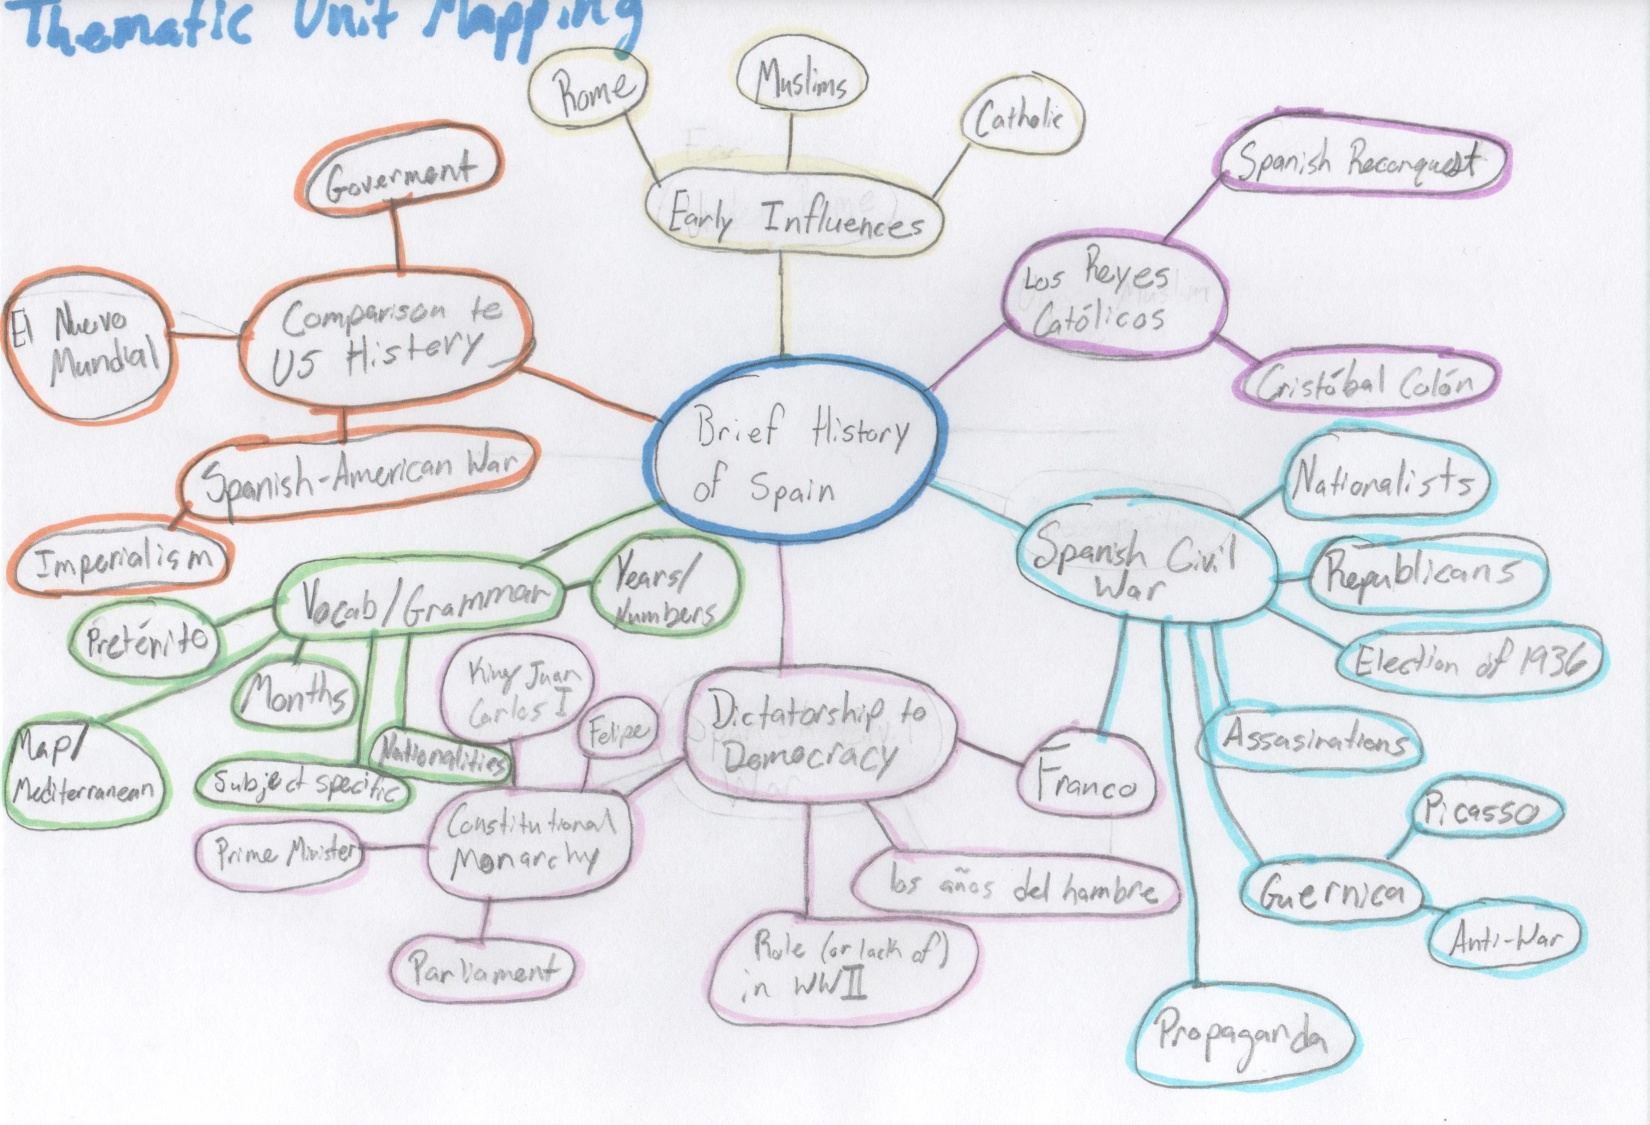 Thematic Unit Mapping
Rome
Muslims
Catholic
Early Influences
Goverment
El Nuevo
Mundial
Comparison to
US History
Spanish-American War
Imperialism
Spanish Reconquest
Los Reyes
Católicos
Cristóbal Colón
Brief History
of Spain
Nationalists
Spanish Civil
War
Republicans
Election of 1936
Assasinations
Picasso
Guernica
Anti-War
Propaganda
Vocab/Grammar
Years/
Numbers
Pretérito
Months
Map/
Mediterranean
Subject specific
Nationalities
King Juan
Carlos I
Felipe
Dictatorship to
Democracy
Franco
Constitutional
Monarchy
Prime Minister
Parliament
los años del hambre
Role (or lack of)
in WWII